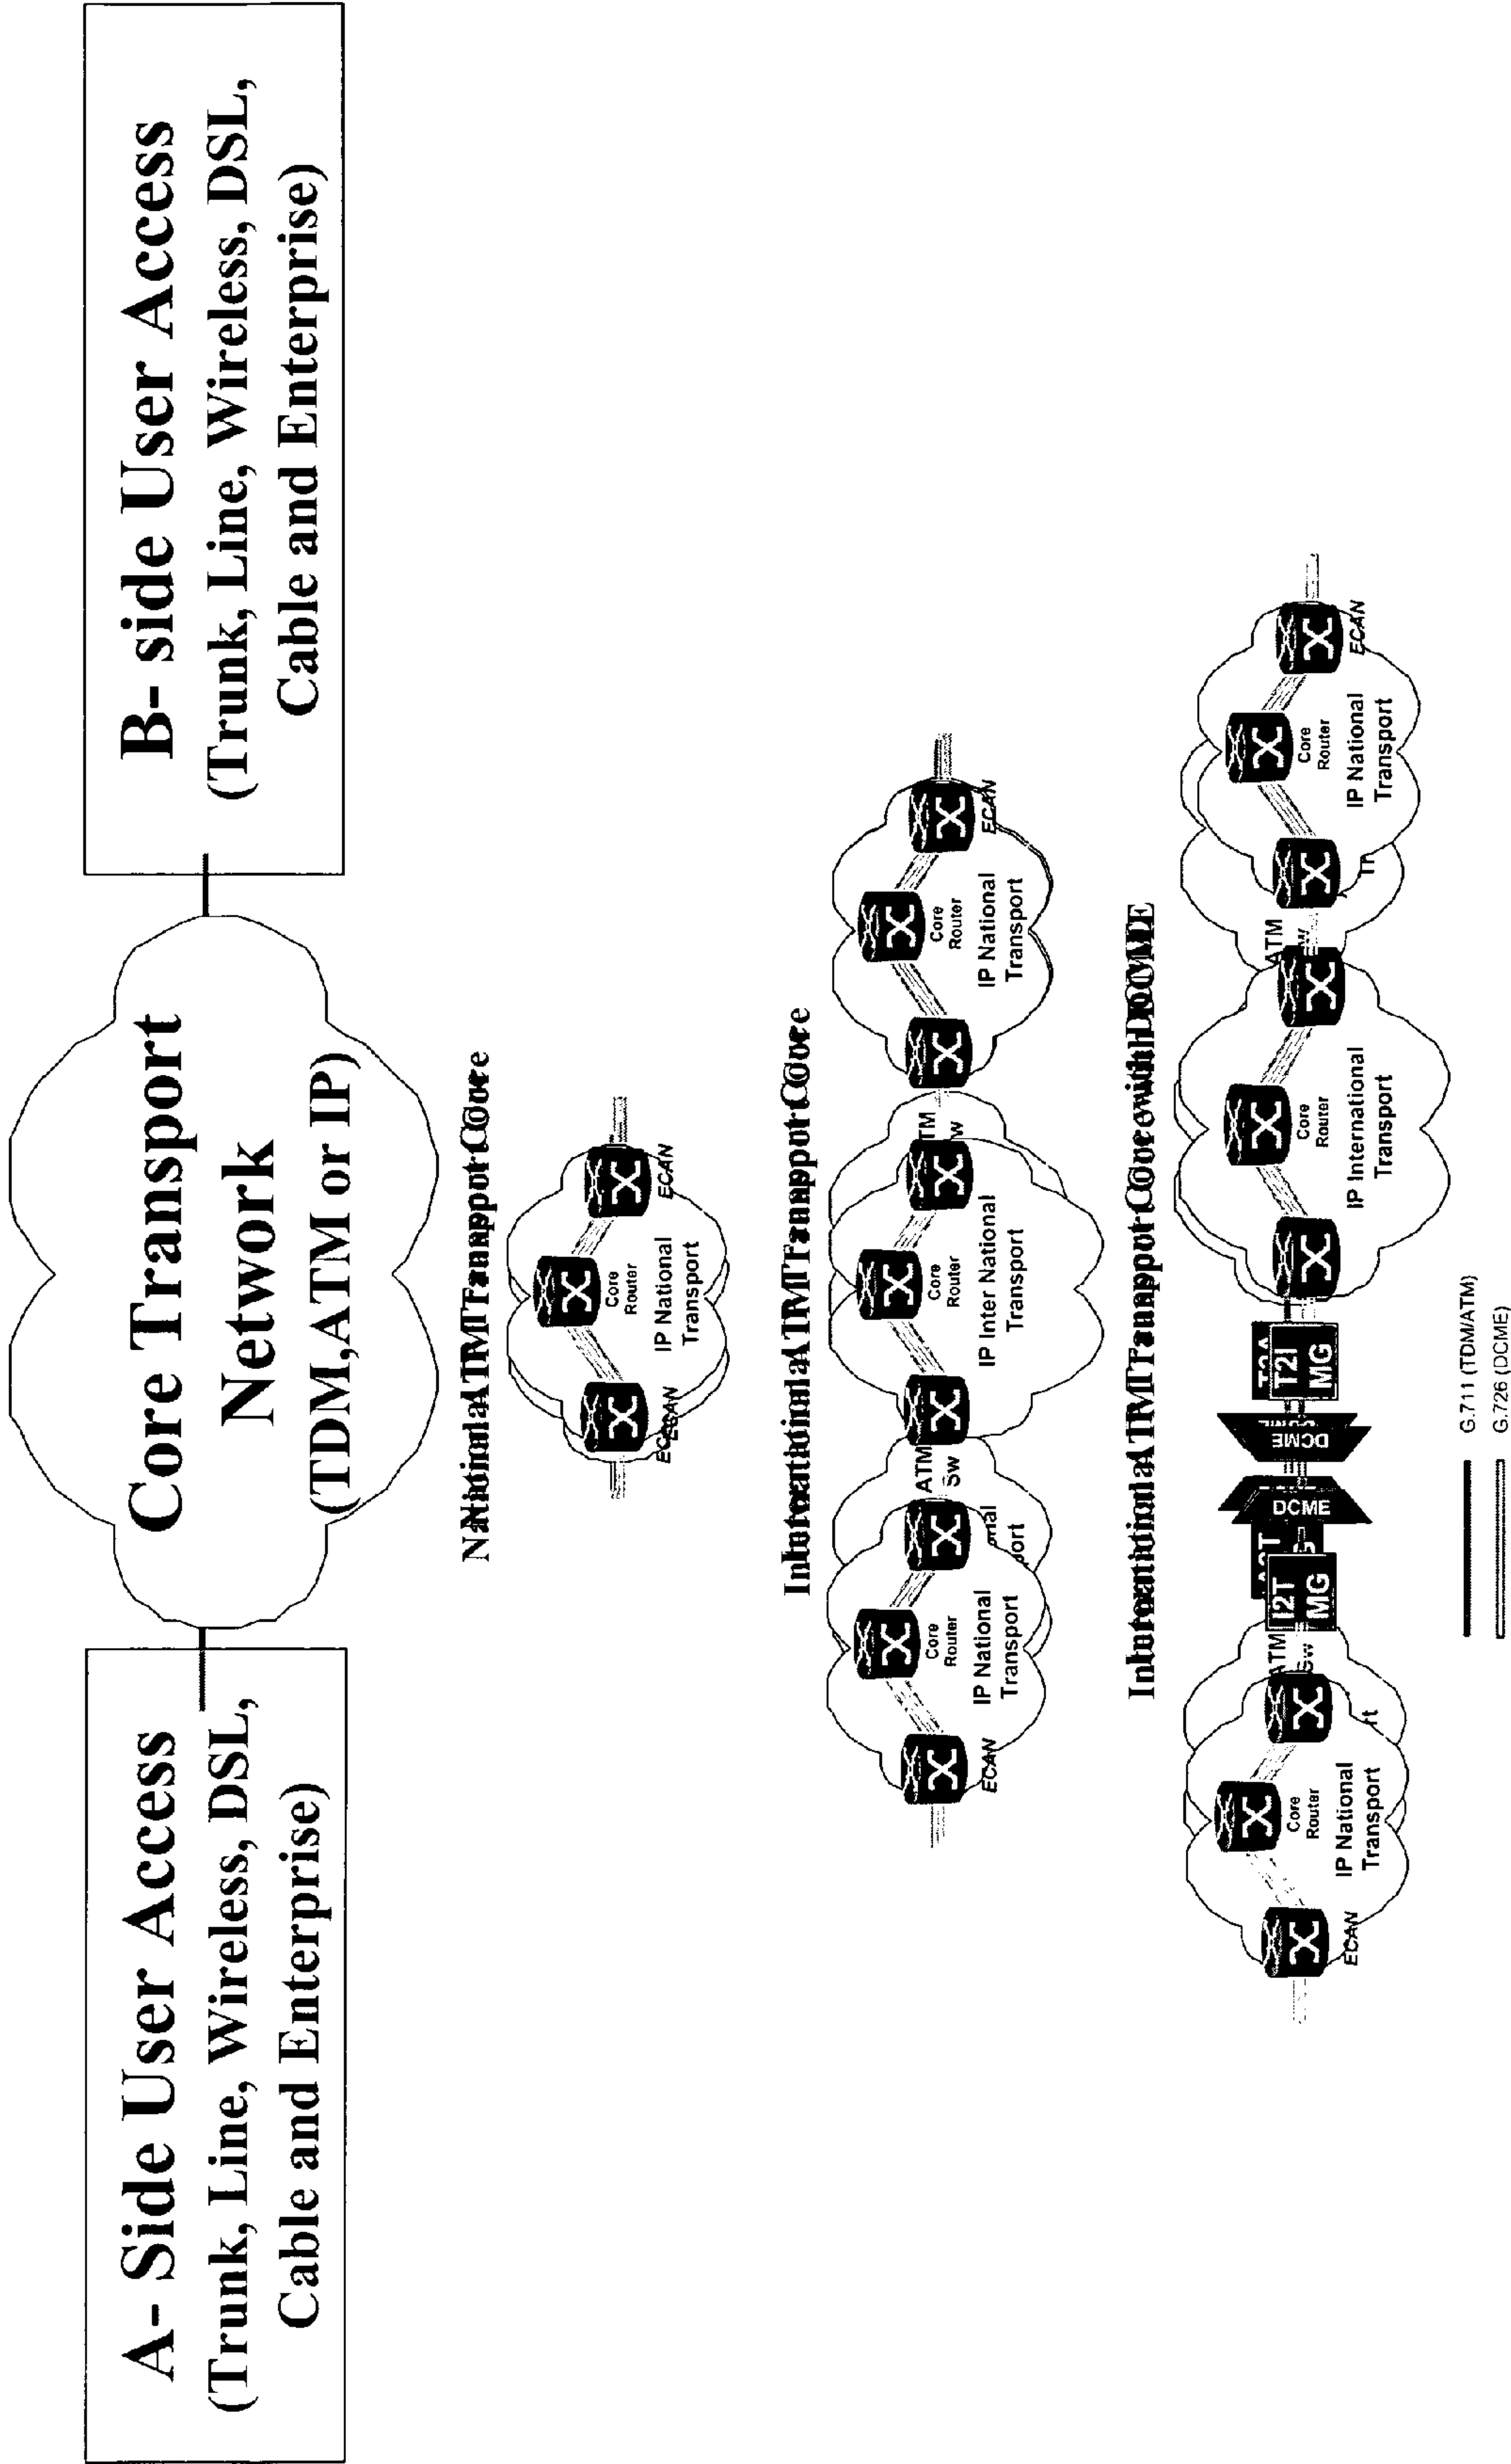 A- Side User Access
(Trunk, Line, Wireless, DSL,
Cable and Enterprise)
Core Transport
Network
(TDM,ATM or IP)
B- side User Access
(Trunk, Line, Wireless, DSL,
Cable and Enterprise)
Core
Router
IP National
Transport
ECAN
ECAN
Core
Router
IP National
Transport
ECAN
ATM
Sw
Core
Router
IP Inter National
Transport
Core
Router
IP National
Transport
ECAN
Core
Router
IP National
Transport
ECAN
ATM
Sw
I2T
MG
DCME
DCME
T2I
MG
Core
Router
IP International
Transport
ATM
Core
Router
IP National
Transport
ECAN
G.711 (TDM/ATM)
G.726 (DCME)